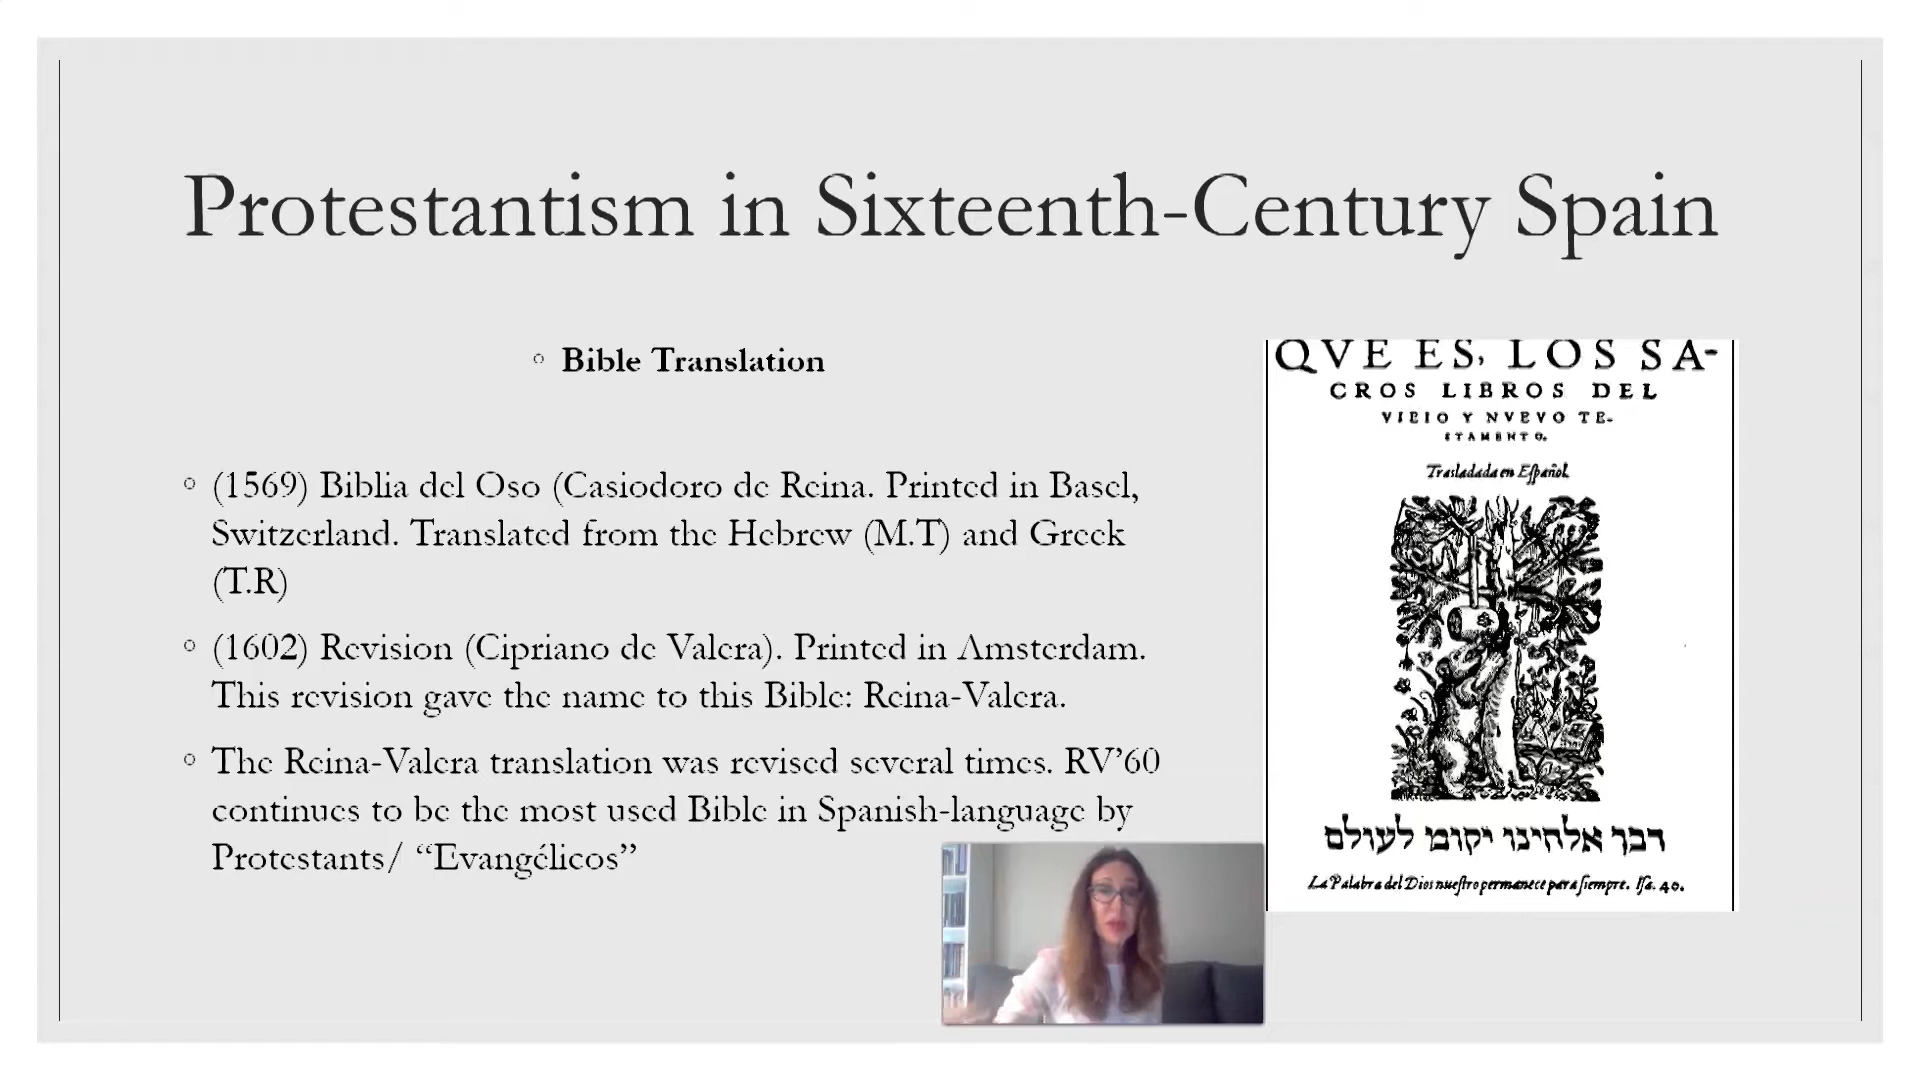 Protestantism in Sixteenth-Century Spain
Bible Translation
(1569) Biblia del Oso (Casiodoro de Reina. Printed in Basel,
Switzerland. Translated from the Hebrew (M.T) and Greek
(T.R)
(1602) Revision (Cipriano de Valera). Printed in Amsterdam.
This revision gave the name to this Bible: Reina-Valera.
The Reina-Valera translation was revised several times. RV’60
continues to be the most used Bible in Spanish-language by
Protestants/ “Evangélicos”
QVE ES, LOS SA-
CROS LIBROS DEL
VIEIO Y NVEVO TE-
STAMENTO.
Trasladada en Eſpañol.
דבר אלהינו יקומ לעולם
La Palabra del Dios nueſtro permanece para ſiempre. Iſa. 40.